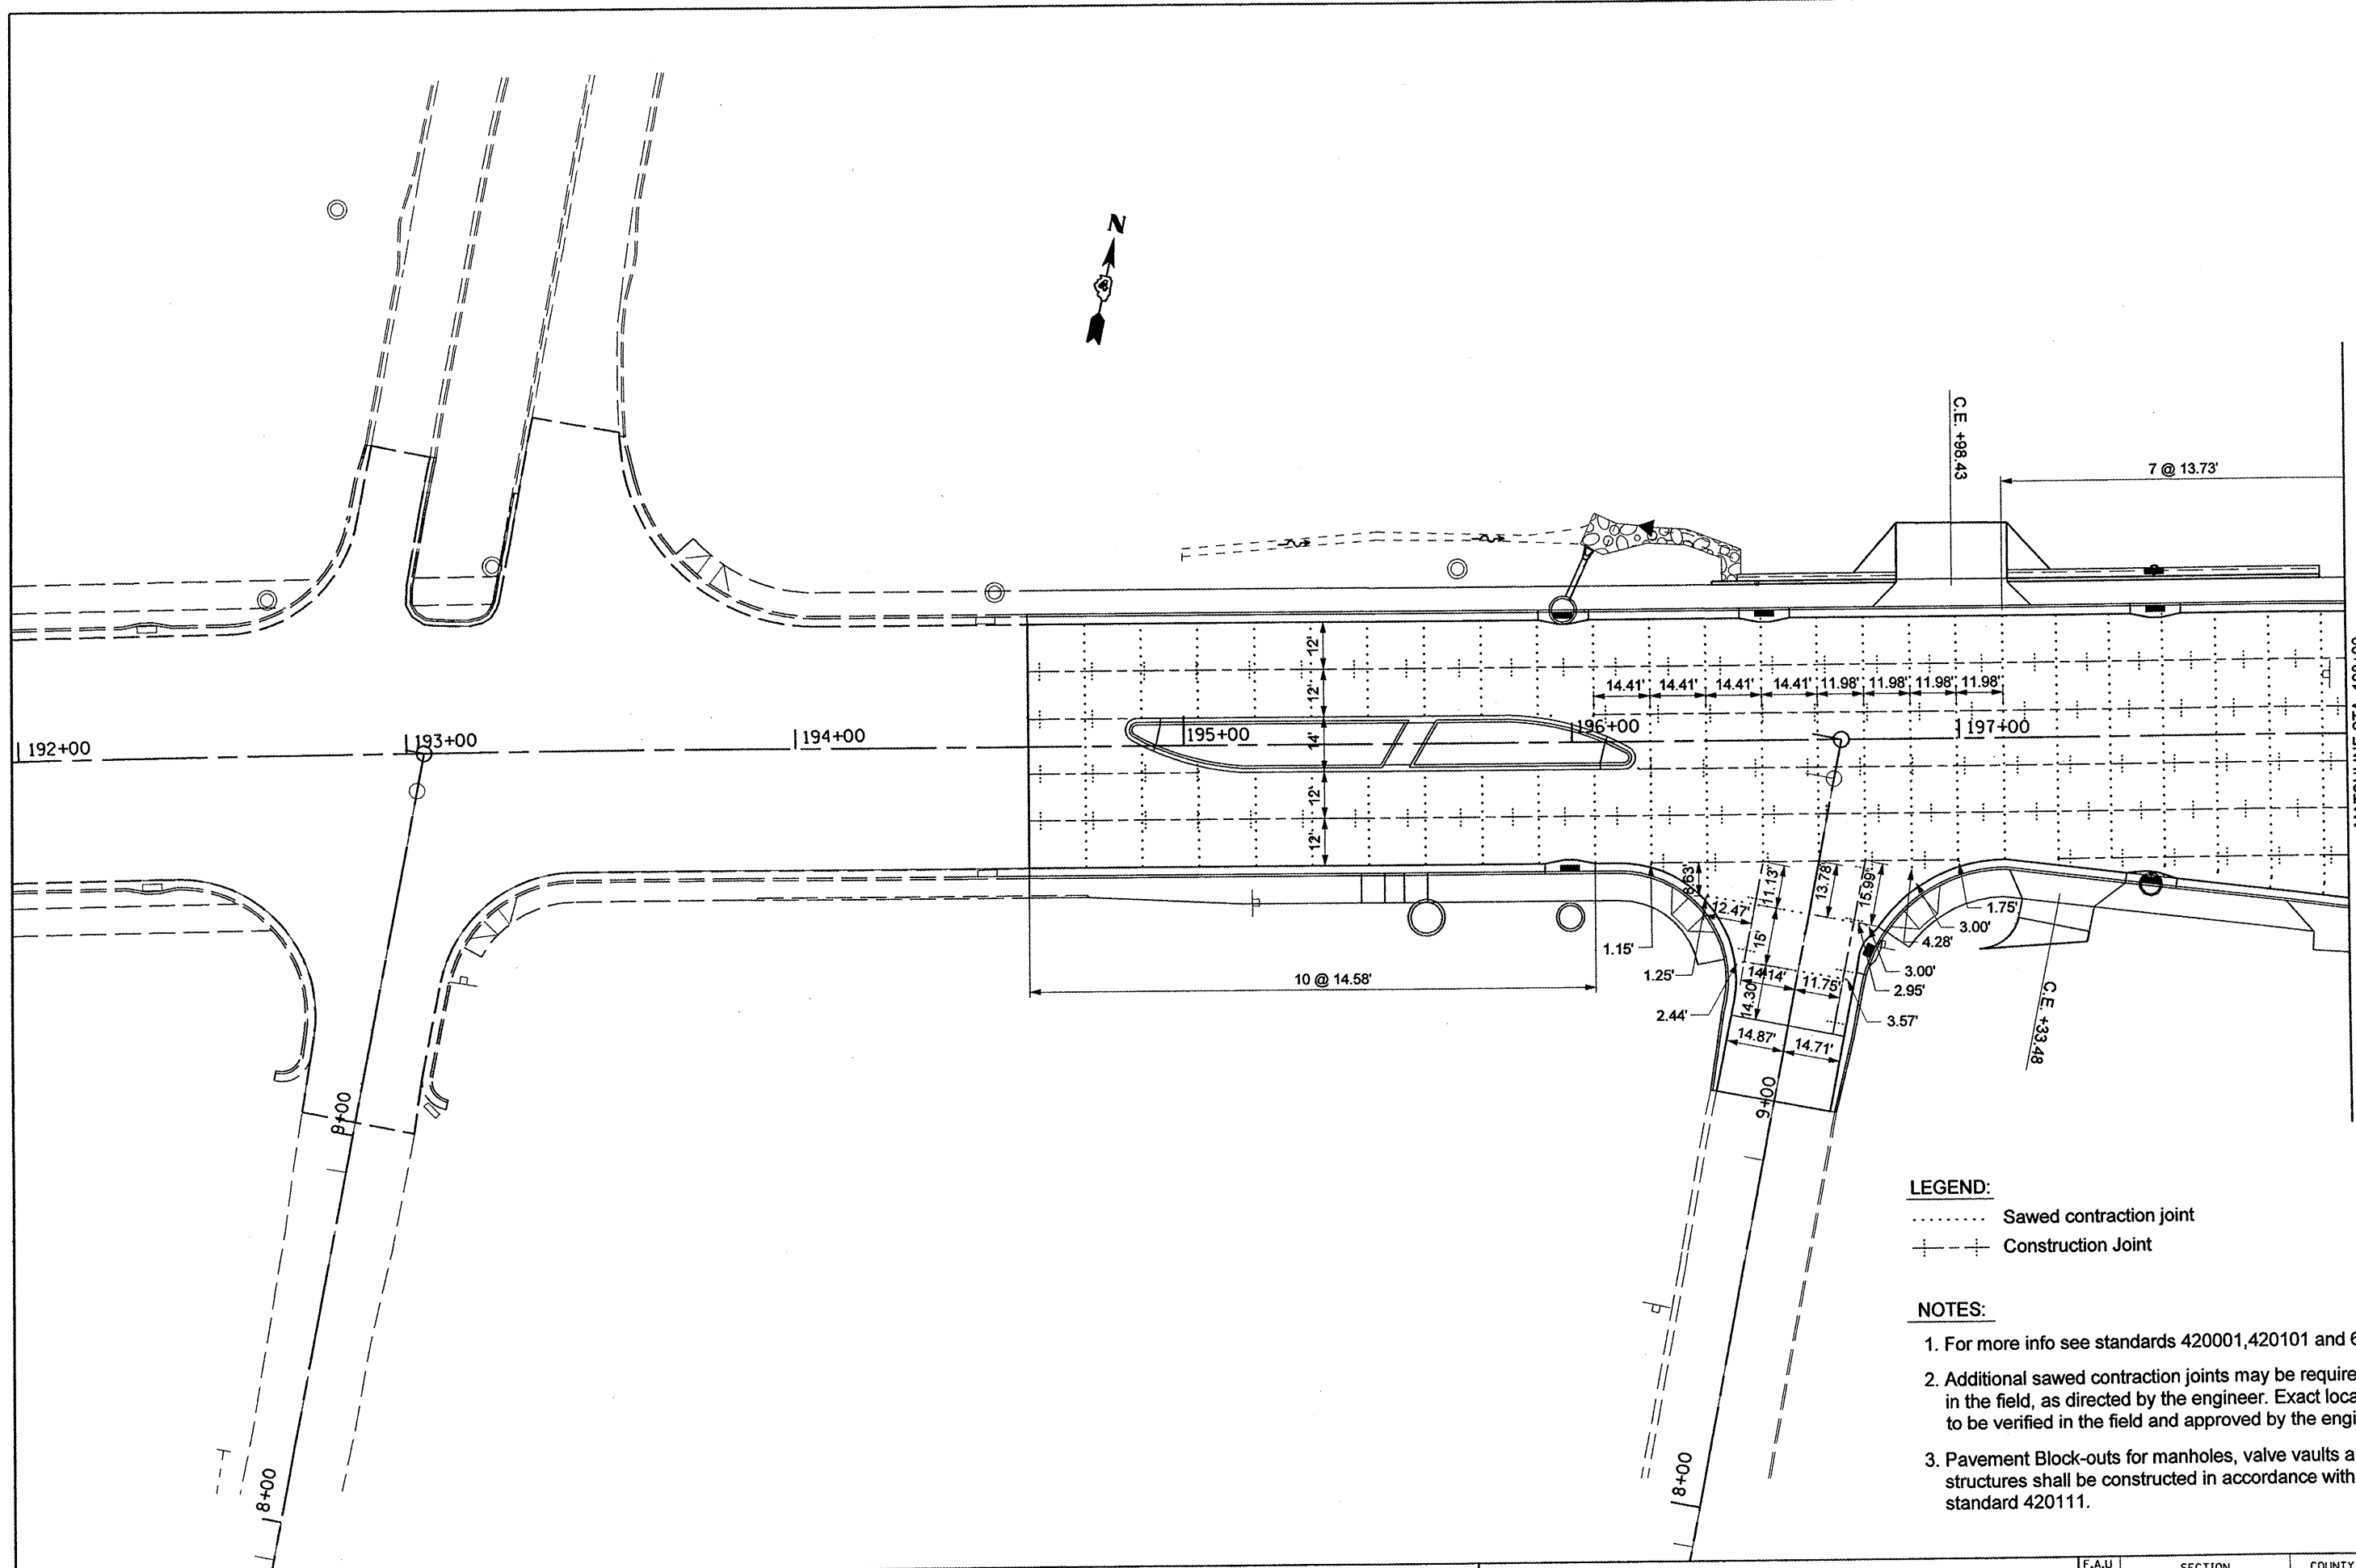 N
C.E. +98.43
7 @ 13.73'
12'
12'
14'
12'
12'
14.41'
14.41'
14.41'
14.41'
11.98'
11.98'
11.98'
11.98'
192+00
193+00
194+00
195+00
196+00
197+00
8.63'
11.13'
13.78'
15.99'
12.47'
15'
1.75'
3.00'
4.28'
3.00'
2.95'
3.57'
1.15'
1.25'
2.44'
14.14'
11.75'
14.30'
14.87'
14.71'
10 @ 14.58'
C.E. +33.48
9+00
9+00
8+00
8+00
LEGEND:
Sawed contraction joint
Construction Joint
NOTES:
1. For more info see standards 420001,420101 and 6
2. Additional sawed contraction joints may be require
in the field, as directed by the engineer. Exact loca
to be verified in the field and approved by the engi
3. Pavement Block-outs for manholes, valve vaults a
structures shall be constructed in accordance with
standard 420111.
F.A.U
SECTION
COUNTY